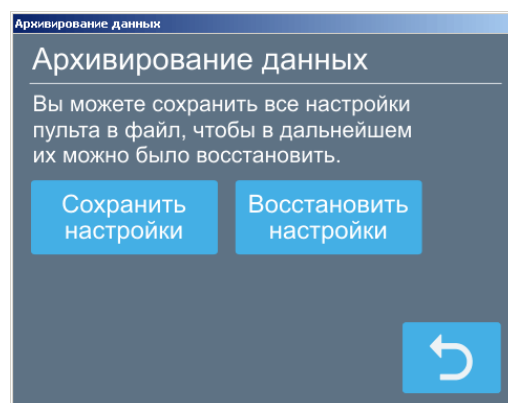 Архивирование данных
Архивирование данных
Вы можете сохранить все настройки
пульта в файл, чтобы в дальнейшем
их можно было восстановить.
Сохранить
настройки
Восстановить
настройки